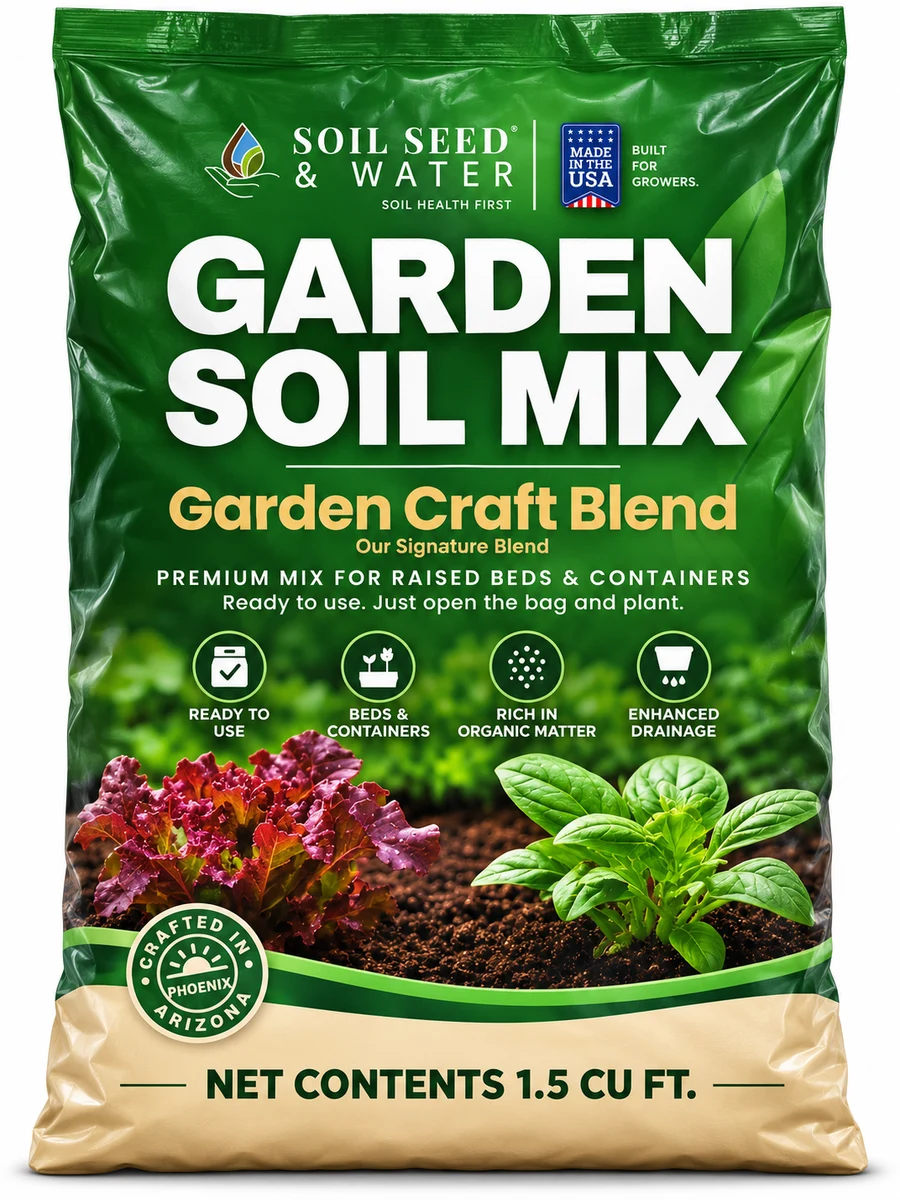 SOIL SEED®
& WATER
SOIL HEALTH FIRST
MADE
IN THE
USA
BUILT
FOR
GROWERS.
GARDEN
SOIL MIX
Garden Craft Blend
Our Signature Blend
PREMIUM MIX FOR RAISED BEDS & CONTAINERS
Ready to use. Just open the bag and plant.
READY TO
USE
BEDS &
CONTAINERS
RICH IN
ORGANIC MATTER
ENHANCED
DRAINAGE
CRAFTED IN
PHOENIX
ARIZONA
NET CONTENTS 1.5 CU FT.